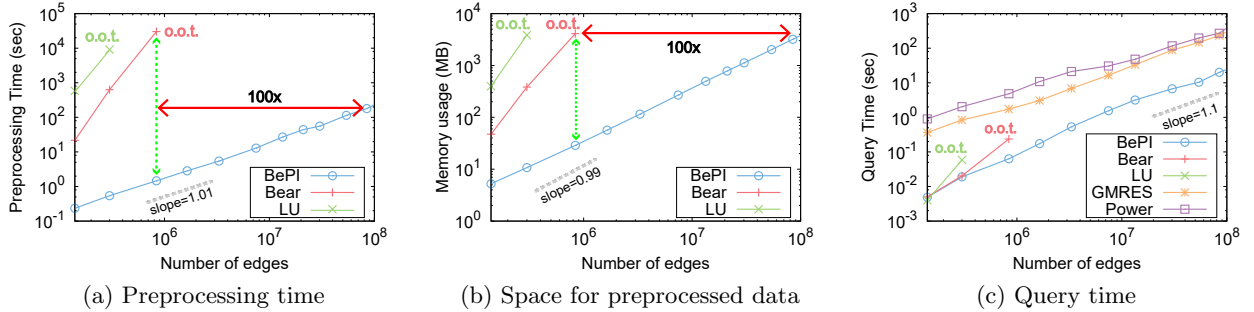 Preprocessing Time (sec)
10^5
10^4
10^3
10^2
10^1
10^0
10^-1
o.o.t.
o.o.t.
100x
slope=1.01
BePI
Bear
LU
10^6
10^7
10^8
Number of edges
(a) Preprocessing time
Memory usage (MB)
10^4
10^3
10^2
10^1
10^0
o.o.t.
o.o.t.
100x
slope=0.99
BePI
Bear
LU
10^6
10^7
10^8
Number of edges
(b) Space for preprocessed data
Query Time (sec)
10^3
10^2
10^1
10^0
10^-1
10^-2
10^-3
o.o.t.
o.o.t.
slope=1.1
BePI
Bear
LU
GMRES
Power
10^6
10^7
10^8
Number of edges
(c) Query time